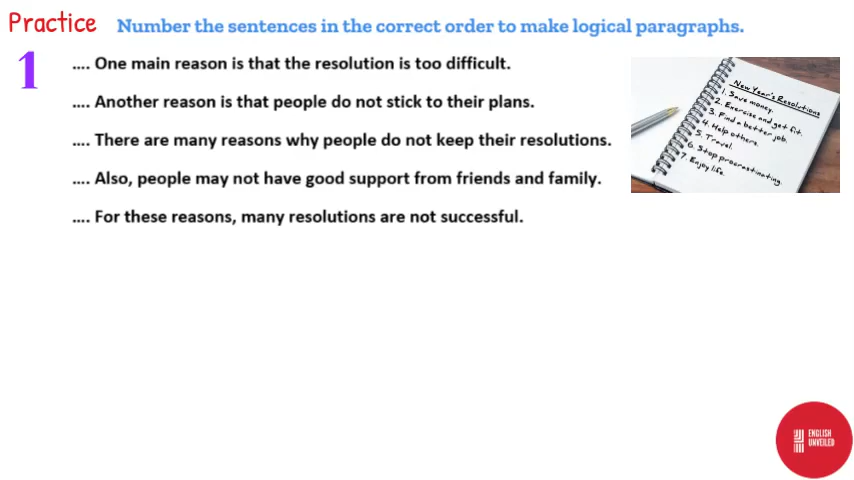 Practice Number the sentences in the correct order to make logical paragraphs.
1
.... One main reason is that the resolution is too difficult.
.... Another reason is that people do not stick to their plans.
.... There are many reasons why people do not keep their resolutions.
.... Also, people may not have good support from friends and family.
.... For these reasons, many resolutions are not successful.
New Year's Resolutions
1. Save money.
2. Exercise and get fit.
3. Find a better job.
4. Help others.
5. Travel.
6. Stop procrastinating.
7. Enjoy life.
ENGLISH
UNVEILED